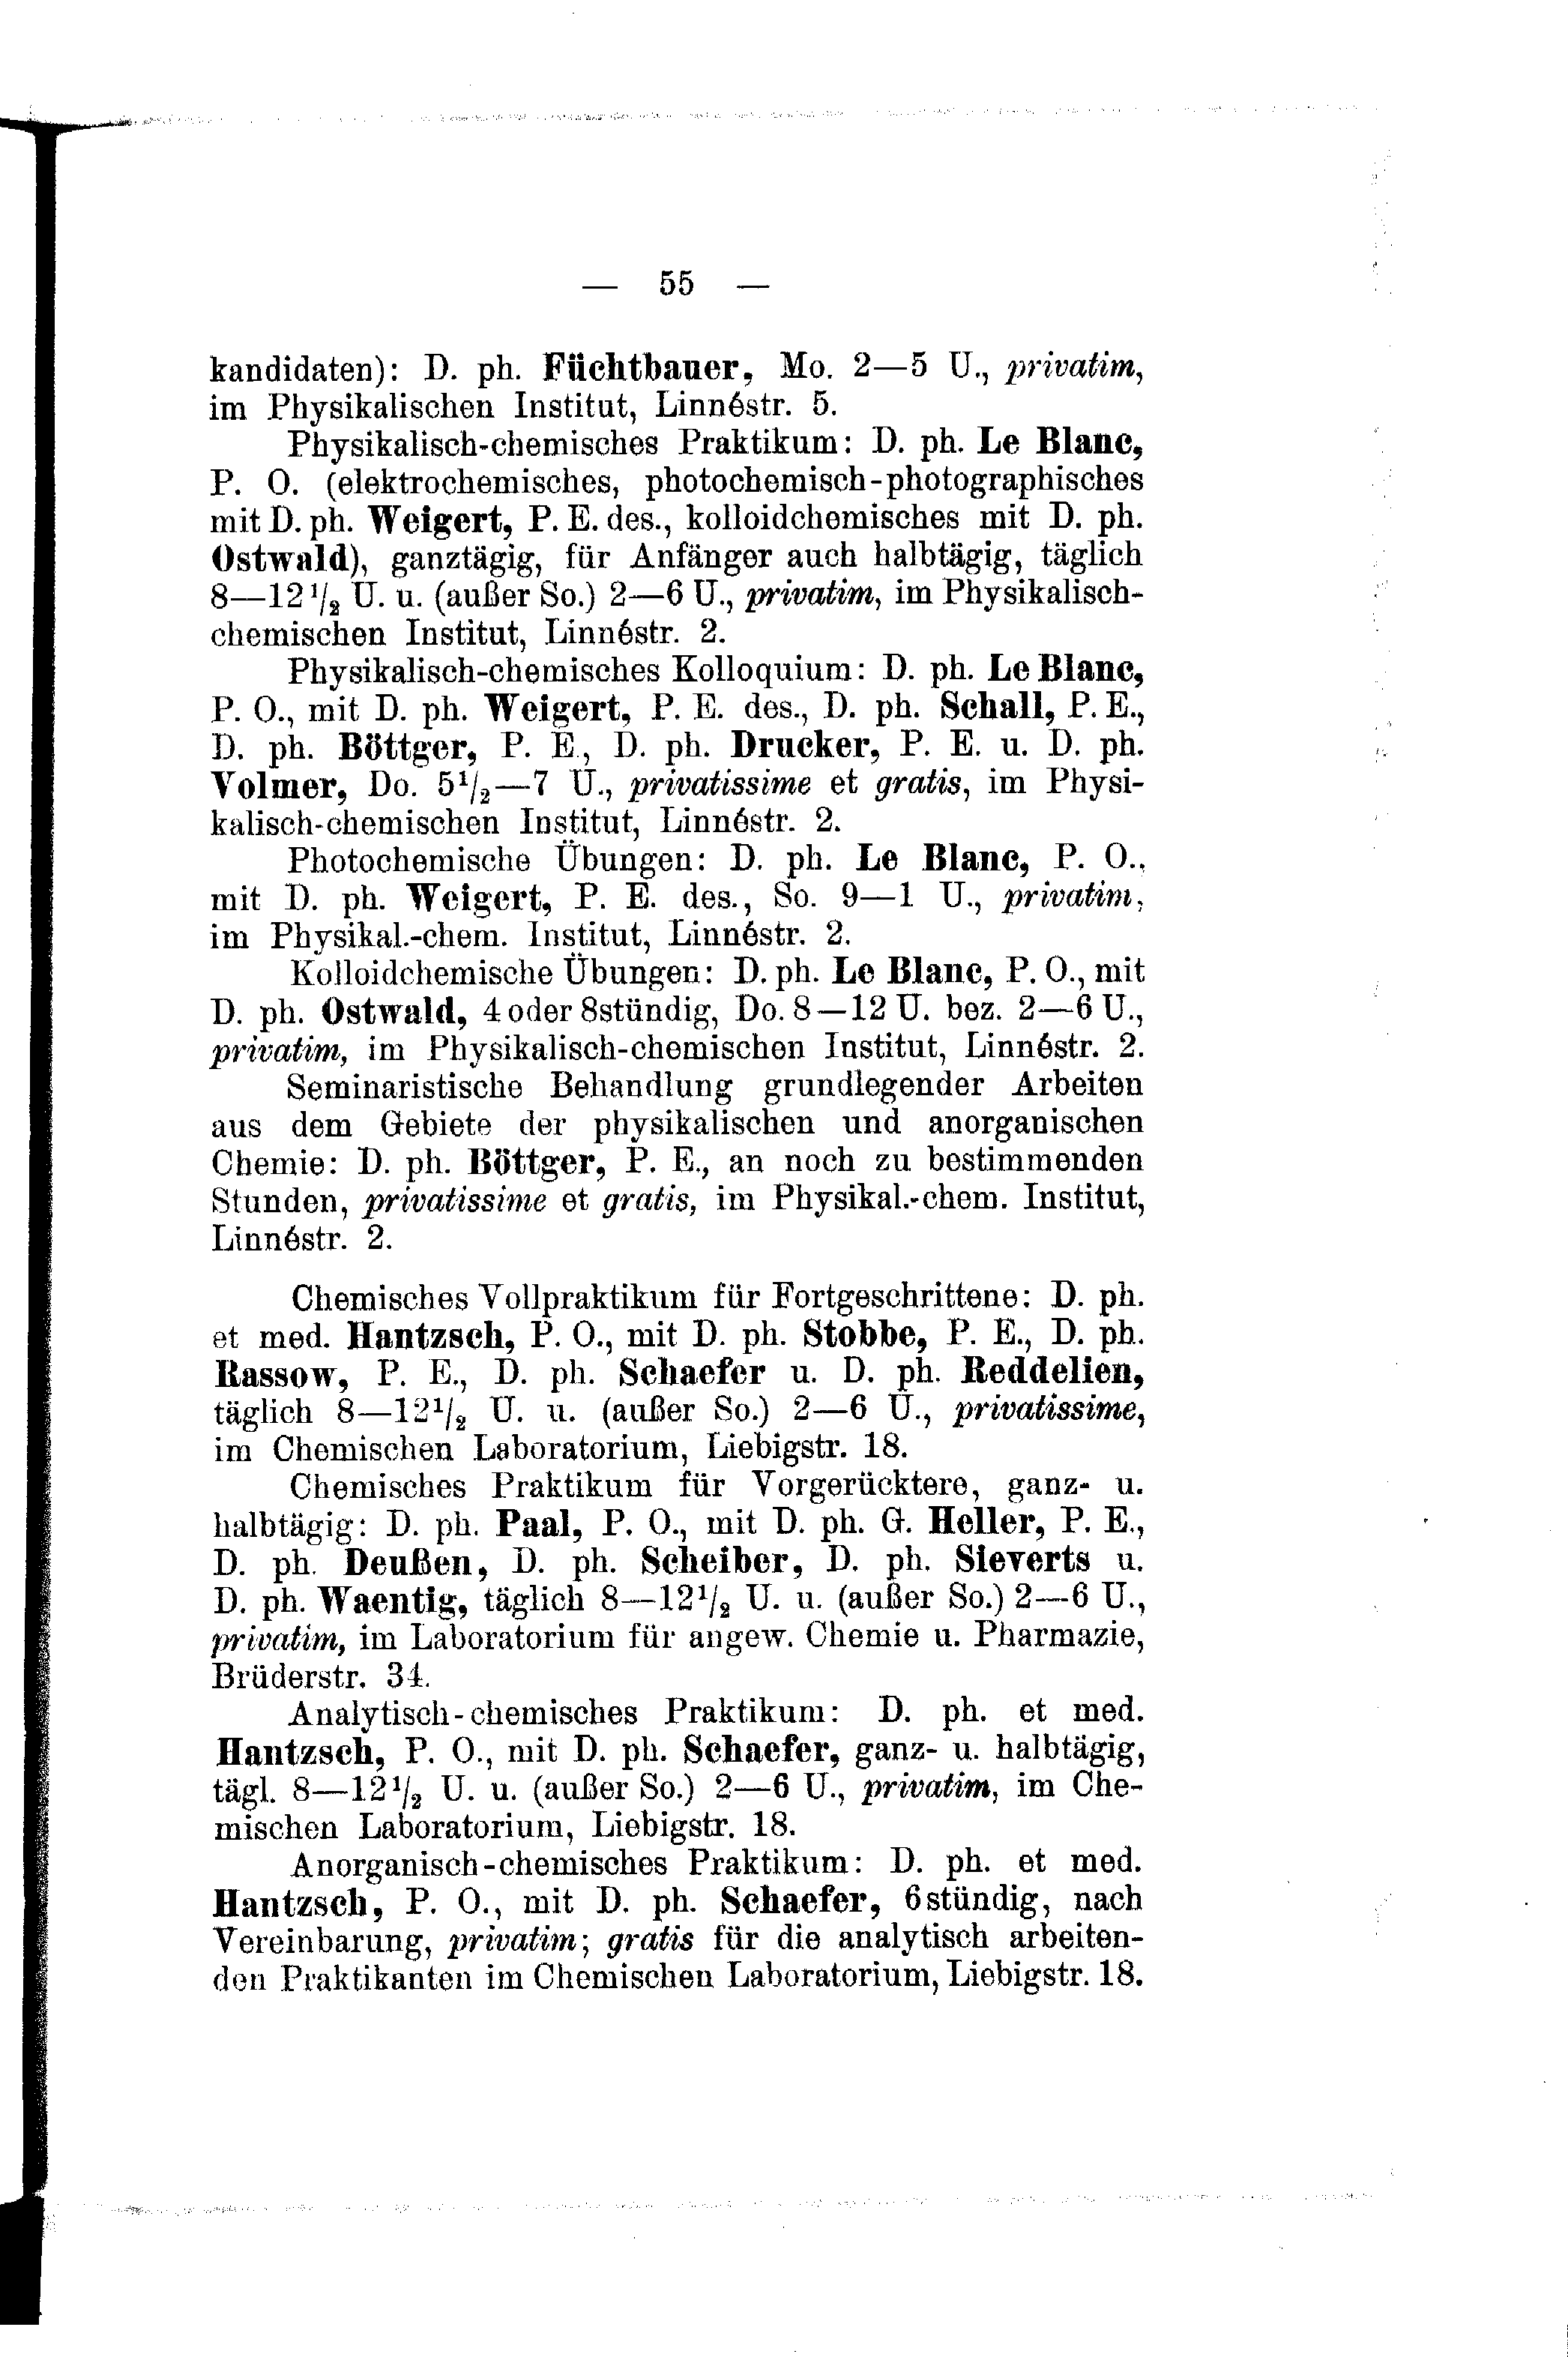 — 55 —
kandidaten): D. ph. Füchtbauer, Mo. 2—5 U., privatim,
im Physikalischen Institut, Linnéstr. 5.
Physikalisch-chemisches Praktikum: D. ph. Le Blanc,
P. O. (elektrochemisches, photochemisch-photographisches
mit D. ph. Weigert, P. E. des., kolloidchemisches mit D. ph.
Ostwald), ganztägig, für Anfänger auch halbtägig, täglich
8—12 1/2 U. u. (außer So.) 2—6 U., privatim, im Physikalisch-
chemischen Institut, Linnéstr. 2.
Physikalisch-chemisches Kolloquium: D. ph. Le Blanc,
P. O., mit D. ph. Weigert, P. E. des., D. ph. Schall, P. E.,
D. ph. Böttger, P. E., D. ph. Drucker, P. E. u. D. ph.
Volmer, Do. 5 1/2—7 U., privatissime et gratis, im Physi-
kalisch-chemischen Institut, Linnéstr. 2.
Photochemische Übungen: D. ph. Le Blanc, P. O.,
mit D. ph. Weigert, P. E. des., So. 9—1 U., privatim,
im Physikal.-chem. Institut, Linnéstr. 2.
Kolloidchemische Übungen: D. ph. Le Blanc, P. O., mit
D. ph. Ostwald, 4 oder 8stündig, Do. 8—12 U. bez. 2—6 U.,
privatim, im Physikalisch-chemischen Institut, Linnéstr. 2.
Seminaristische Behandlung grundlegender Arbeiten
aus dem Gebiete der physikalischen und anorganischen
Chemie: D. ph. Böttger, P. E., an noch zu bestimmenden
Stunden, privatissime et gratis, im Physikal.-chem. Institut,
Linnéstr. 2.
Chemisches Vollpraktikum für Fortgeschrittene: D. ph.
et med. Hantzsch, P. O., mit D. ph. Stobbe, P. E., D. ph.
Rassow, P. E., D. ph. Schaefer u. D. ph. Reddelien,
täglich 8—12 1/2 U. u. (außer So.) 2—6 U., privatissime,
im Chemischen Laboratorium, Liebigstr. 18.
Chemisches Praktikum für Vorgerücktere, ganz- u.
halbtägig: D. ph. Paal, P. O., mit D. ph. G. Heller, P. E.,
D. ph. Deußen, D. ph. Scheiber, D. ph. Sieverts u.
D. ph. Waentig, täglich 8—12 1/2 U. u. (außer So.) 2—6 U.,
privatim, im Laboratorium für angew. Chemie u. Pharmazie,
Brüderstr. 34.
Analytisch-chemisches Praktikum: D. ph. et med.
Hantzsch, P. O., mit D. ph. Schaefer, ganz- u. halbtägig,
tägl. 8—12 1/2 U. u. (außer So.) 2—6 U., privatim, im Che-
mischen Laboratorium, Liebigstr. 18.
Anorganisch-chemisches Praktikum: D. ph. et med.
Hantzsch, P. O., mit D. ph. Schaefer, 6stündig, nach
Vereinbarung, privatim; gratis für die analytisch arbeiten-
den Praktikanten im Chemischen Laboratorium, Liebigstr. 18.